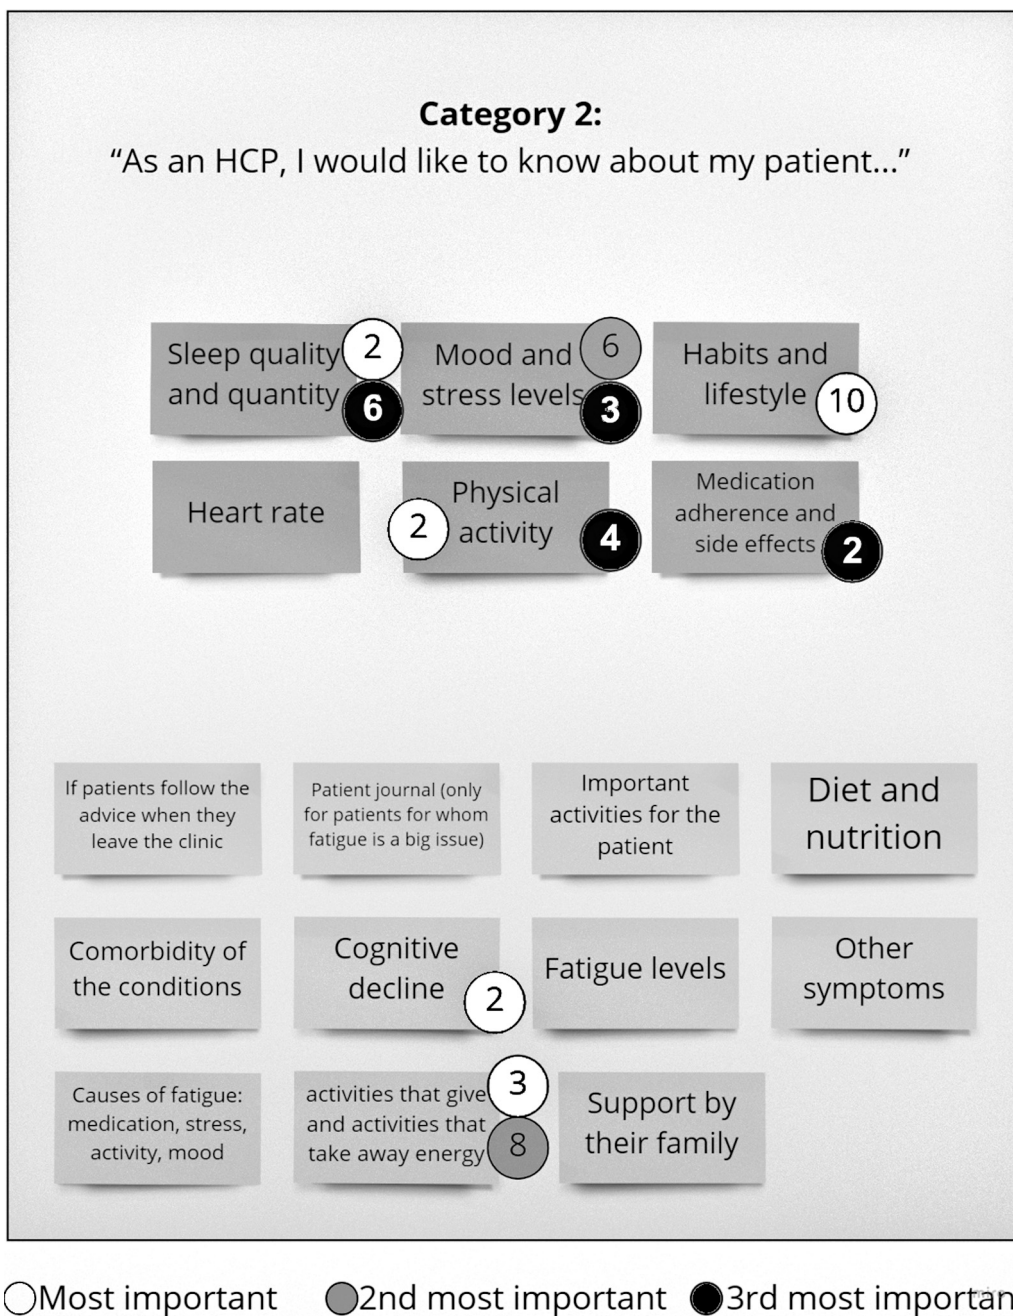 Category 2:
“As an HCP, I would like to know about my patient...”
Sleep quality
and quantity
2
6
Mood and
stress levels
6
3
Habits and
lifestyle
10
Heart rate
Physical
activity
2
4
Medication
adherence and
side effects
2
If patients follow the
advice when they
leave the clinic
Patient journal (only
for patients for whom
fatigue is a big issue)
Important
activities for the
patient
Diet and
nutrition
Comorbidity of
the conditions
Cognitive
decline
2
Fatigue levels
Other
symptoms
Causes of fatigue:
medication, stress,
activity, mood
activities that give
and activities that
take away energy
3
8
Support by
their family
Most important
2nd most important
3rd most importan